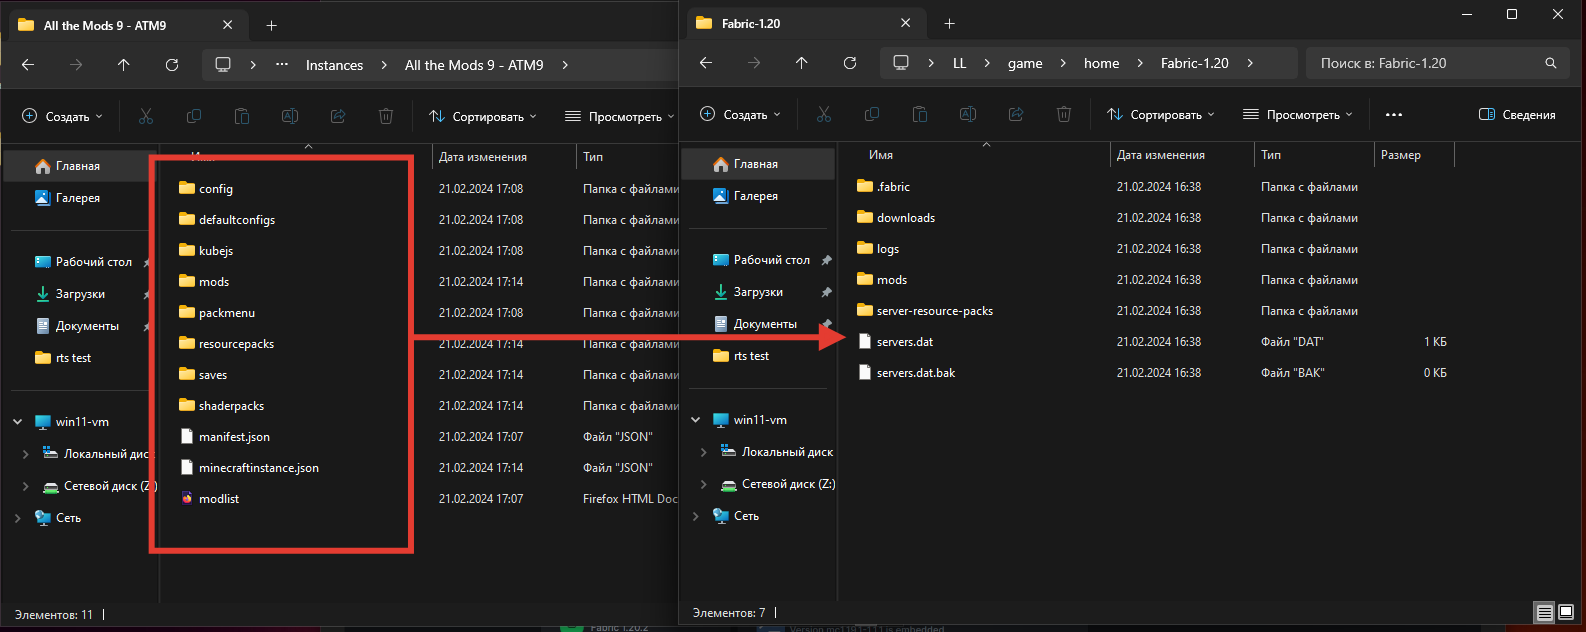 All the Mods 9 - ATM9
Instances
All the Mods 9 - ATM9
Создать
Сортировать
Просмотреть
Главная
Галерея
Рабочий стол
Загрузки
Документы
rts test
win11-vm
Локальный диск
Сетевой диск (Z:)
Сеть
Дата изменения
Тип
config
21.02.2024 17:08
Папка с файлами
defaultconfigs
21.02.2024 17:08
Папка с файлами
kubejs
21.02.2024 17:08
Папка с файлами
mods
21.02.2024 17:14
Папка с файлами
packmenu
21.02.2024 17:08
Папка с файлами
resourcepacks
21.02.2024 17:14
Папка с файлами
saves
21.02.2024 17:14
Папка с файлами
shaderpacks
21.02.2024 17:14
Папка с файлами
manifest.json
21.02.2024 17:07
Файл "JSON"
minecraftinstance.json
21.02.2024 17:14
Файл "JSON"
modlist
21.02.2024 17:07
Firefox HTML Doc
Элементов: 11
Fabric-1.20
LL
game
home
Fabric-1.20
Поиск в: Fabric-1.20
Создать
Сортировать
Просмотреть
Сведения
Главная
Галерея
Рабочий стол
Загрузки
Документы
rts test
win11-vm
Локальный диск
Сетевой диск (Z:)
Сеть
Имя
Дата изменения
Тип
Размер
.fabric
21.02.2024 16:38
Папка с файлами
downloads
21.02.2024 16:38
Папка с файлами
logs
21.02.2024 16:38
Папка с файлами
mods
21.02.2024 16:38
Папка с файлами
server-resource-packs
21.02.2024 16:38
Папка с файлами
servers.dat
21.02.2024 16:38
Файл "DAT"
1 КБ
servers.dat.bak
21.02.2024 16:38
Файл "BAK"
0 КБ
Элементов: 7